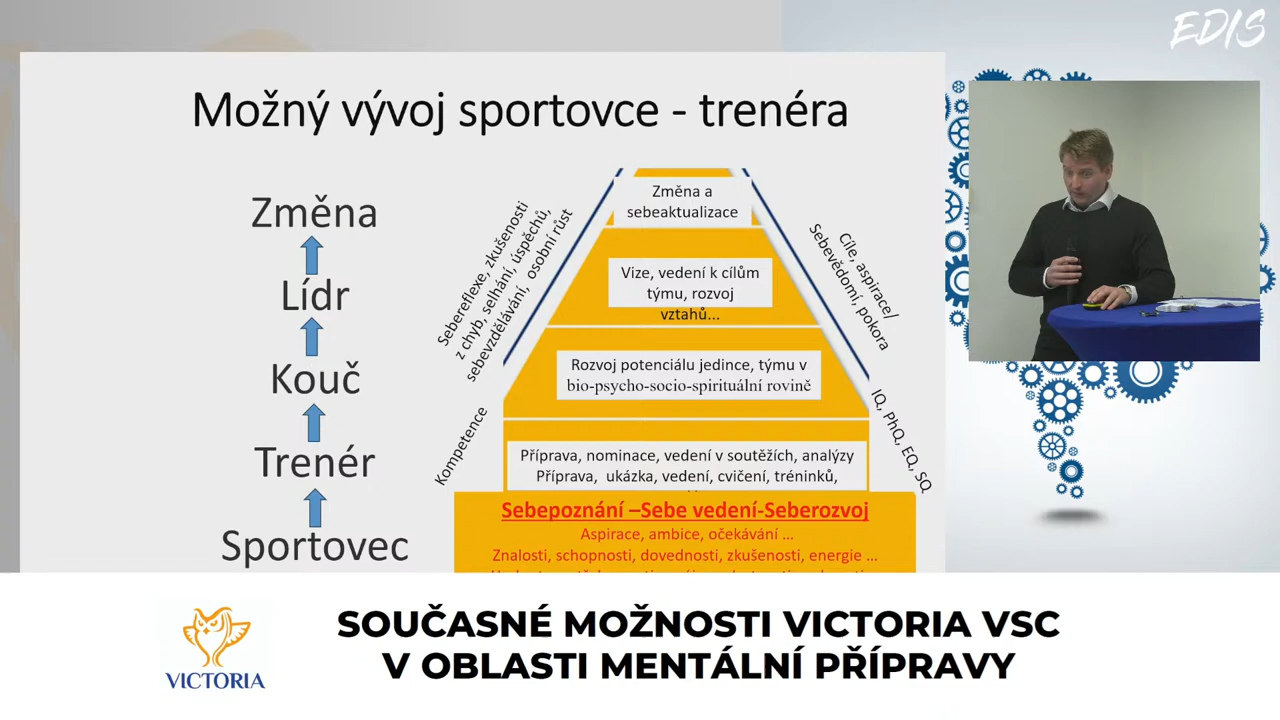 EDIS
Možný vývoj sportovce - trenéra
Změna
Lídr
Kouč
Trenér
Sportovec
Sebereflexe, zkušenosti
z chyb, selhání, úspěchů,
sebevzdělávání, osobní růst
Kompetence
Změna a
sebeaktualizace
Vize, vedení k cílům
týmu, rozvoj
vztahů...
Rozvoj potenciálu jedince, týmu v
bio-psycho-socio-spirituální rovině
Příprava, nominace, vedení v soutěžích, analýzy
Příprava, ukázka, vedení, cvičení, tréninků,
Sebepoznání –Sebe vedení-Seberozvoj
Aspirace, ambice, očekávání ...
Znalosti, schopnosti, dovednosti, zkušenosti, energie ...
Cíle, aspirace/
Sebevědomí, pokora
IQ, PhQ, EQ, SQ
VICTORIA
SOUČASNÉ MOŽNOSTI VICTORIA VSC
V OBLASTI MENTÁLNÍ PŘÍPRAVY